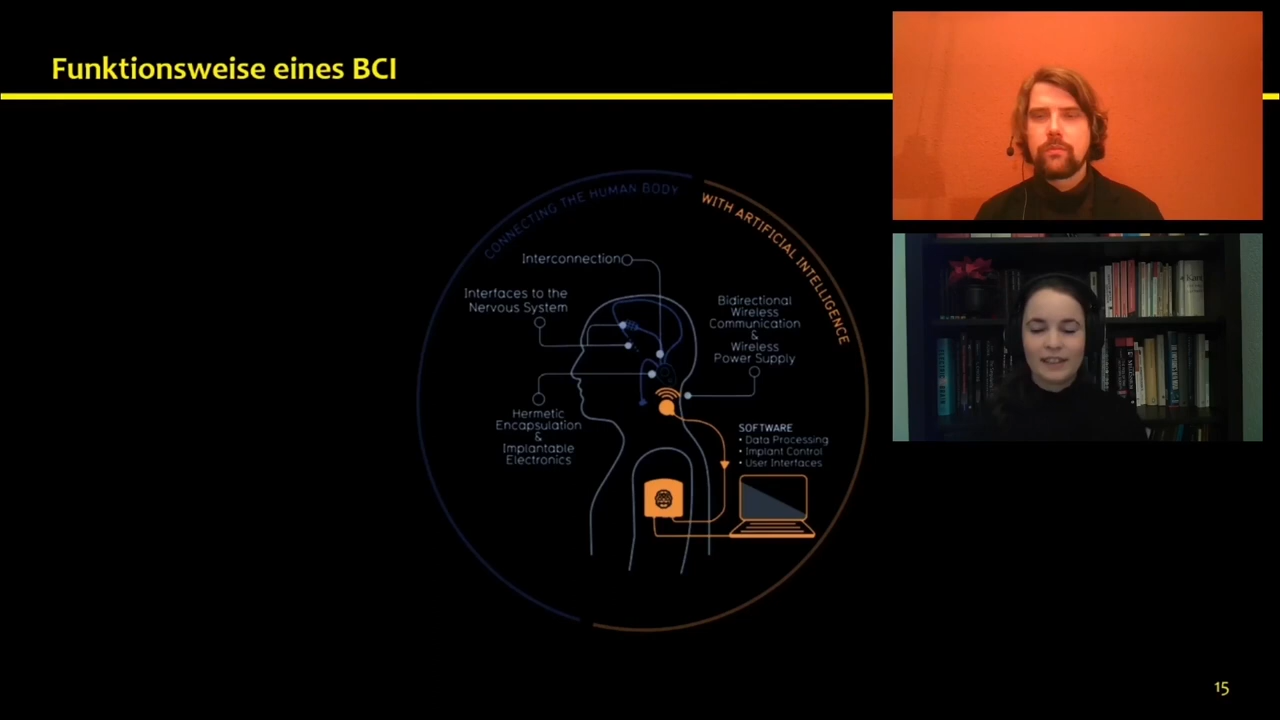 Funktionsweise eines BCI
CONNECTING THE HUMAN BODY
WITH ARTIFICIAL INTELLIGENCE
Interconnection
Interfaces to the
Nervous System
Bidirectional
Wireless
Communication
&
Wireless
Power Supply
Hermetic
Encapsulation
&
Implantable
Electronics
SOFTWARE
• Data Processing
• Implant Control
• User Interfaces
15